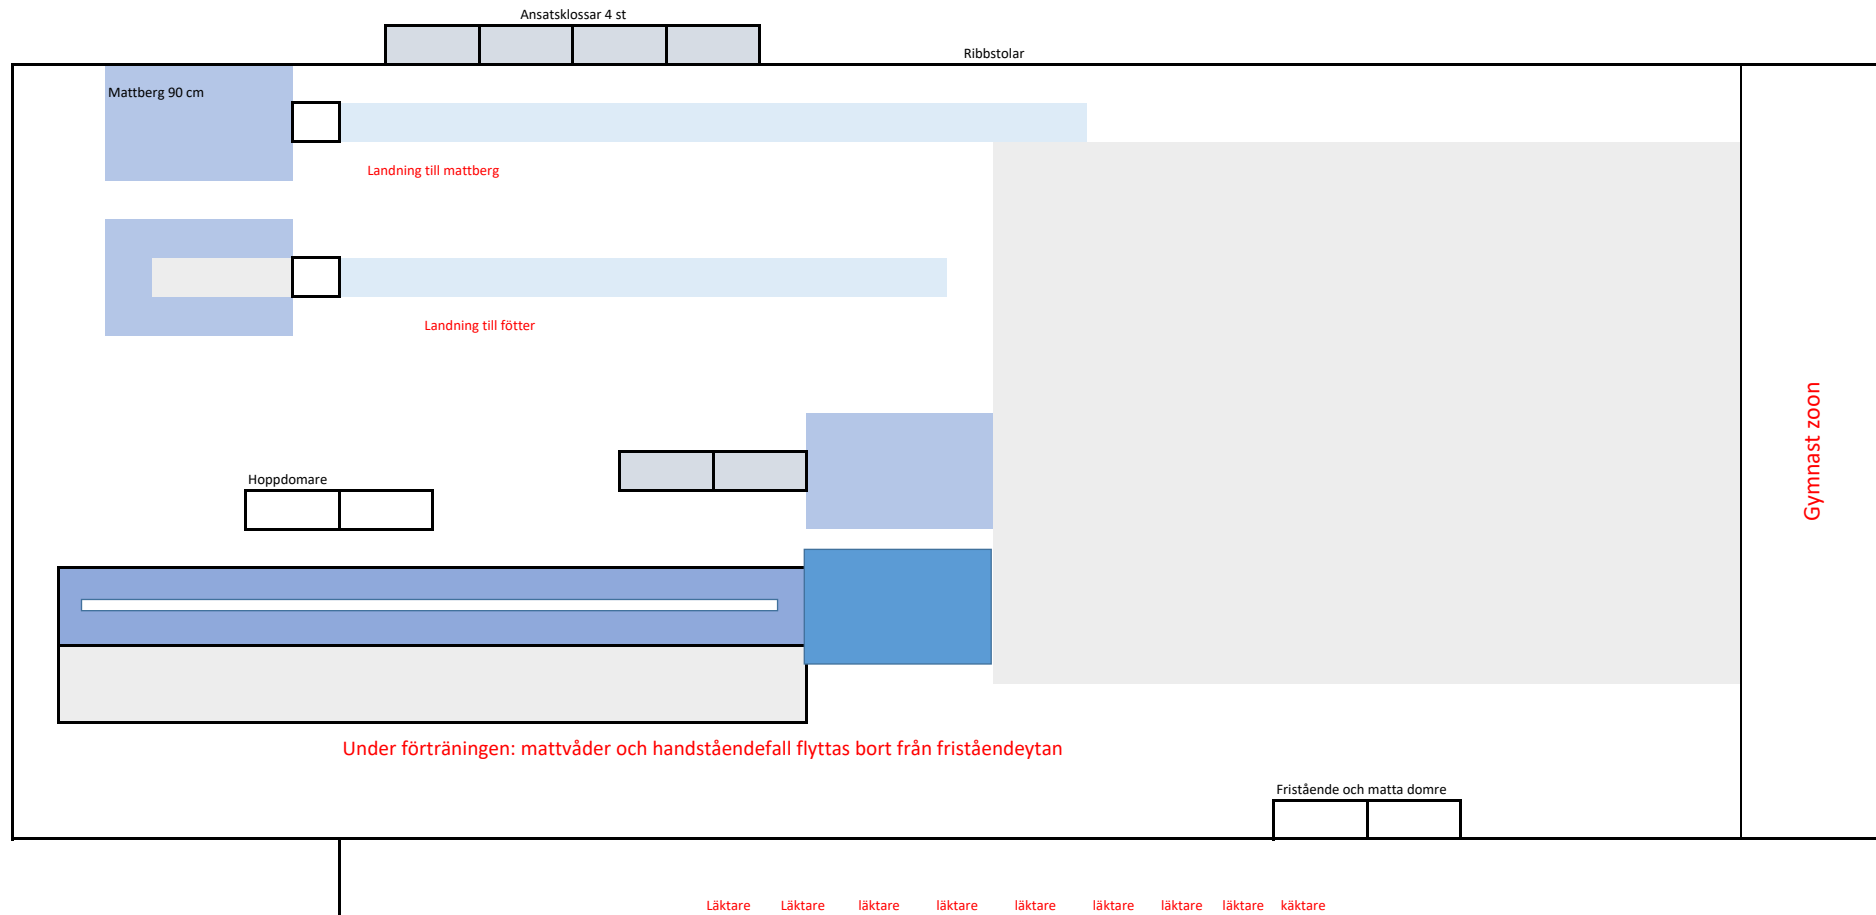 Ansatsklossar 4 st
Ribbstolar
Mattberg 90 cm
Landning till mattberg
Landning till fötter
Gymnast zoon
Hoppdomare
Under förträningen: mattvåder och handståendefall flyttas bort från friståendeytan
Fristående och matta domre
Läktare Läktare läktare läktare läktare läktare läktare läktare käktare